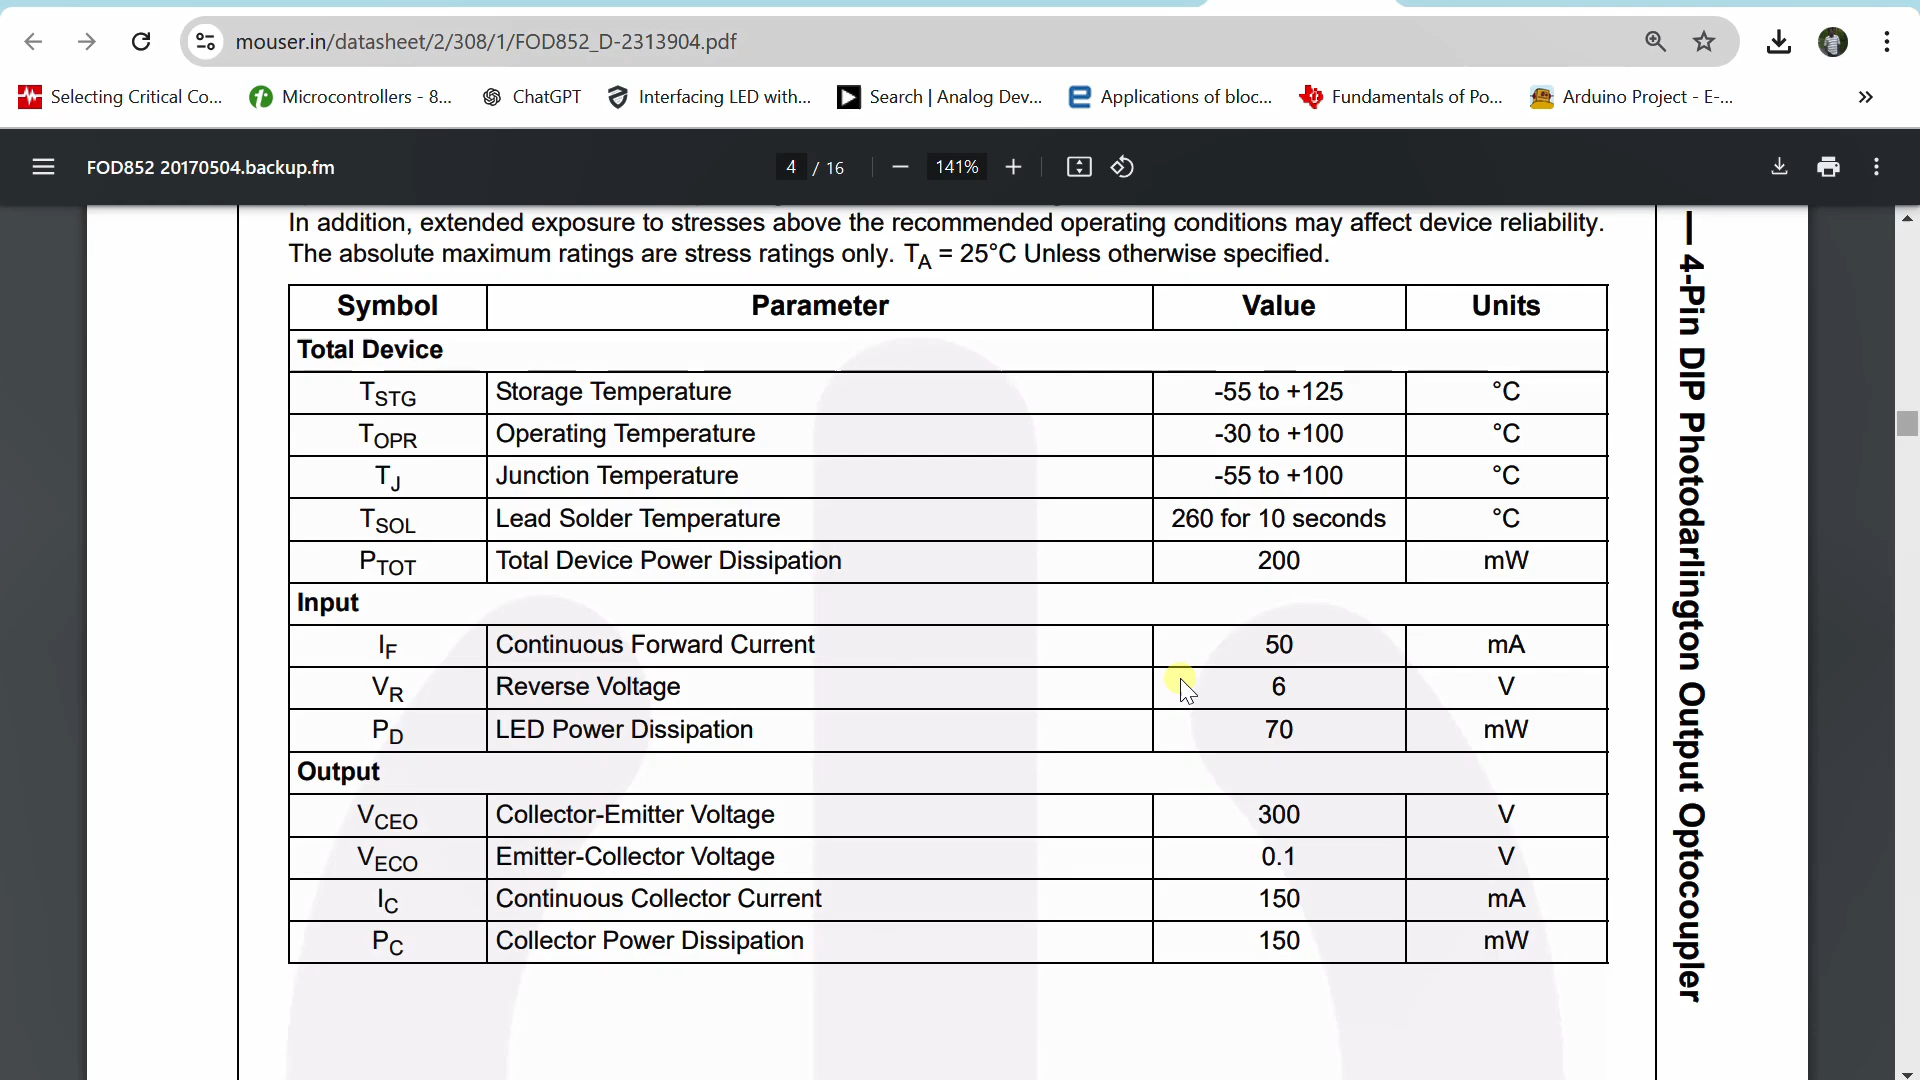 mouser.in/datasheet/2/308/1/FOD852_D-2313904.pdf
Selecting Critical Co... Microcontrollers - 8... ChatGPT Interfacing LED with... Search | Analog Dev... Applications of bloc... Fundamentals of Po... Arduino Project - E-... »
FOD852 20170504.backup.fm 4 / 16 141%
In addition, extended exposure to stresses above the recommended operating conditions may affect device reliability.
The absolute maximum ratings are stress ratings only. TA = 25°C Unless otherwise specified.
Symbol Parameter Value Units
Total Device
TSTG Storage Temperature -55 to +125 °C
TOPR Operating Temperature -30 to +100 °C
TJ Junction Temperature -55 to +100 °C
TSOL Lead Solder Temperature 260 for 10 seconds °C
PTOT Total Device Power Dissipation 200 mW
Input
IF Continuous Forward Current 50 mA
VR Reverse Voltage 6 V
PD LED Power Dissipation 70 mW
Output
VCEO Collector-Emitter Voltage 300 V
VECO Emitter-Collector Voltage 0.1 V
IC Continuous Collector Current 150 mA
PC Collector Power Dissipation 150 mW
— 4-Pin DIP Photodarlington Output Optocoupler